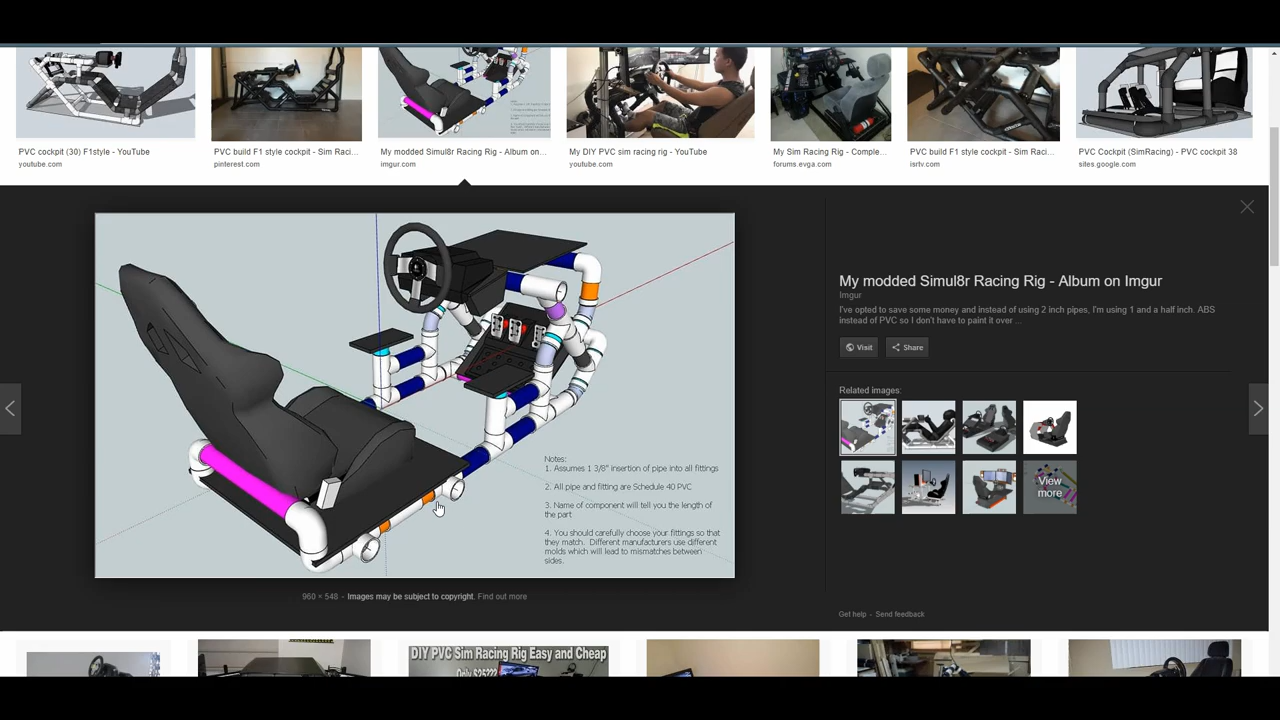 PVC cockpit (30) F1style - YouTube
youtube.com
PVC build F1 style cockpit - Sim Raci...
pinterest.com
My modded Simul8r Racing Rig - Album on...
imgur.com
My DIY PVC sim racing rig - YouTube
youtube.com
My Sim Racing Rig - Comple...
forums.evga.com
PVC build F1 style cockpit - Sim Raci...
isrtv.com
PVC Cockpit (SimRacing) - PVC cockpit 38
sites.google.com
Notes:
1. Assumes 1 3/8" insertion of pipe into all fittings
2. All pipe and fitting are Schedule 40 PVC
3. Name of component will tell you the length of
the part
4. You should carefully choose your fittings so that
they match. Different manufacturers use different
molds which will lead to mismatches between
sides.
960 × 548 - Images may be subject to copyright. Find out more
My modded Simul8r Racing Rig - Album on Imgur
Imgur
I've opted to save some money and instead of using 2 inch pipes, I'm using 1 and a half inch. ABS
instead of PVC so I don't have to paint it over ...
Visit
Share
Related images:
View
more
Get help - Send feedback
DIY PVC Sim Racing Rig Easy and Cheap
Only $25???